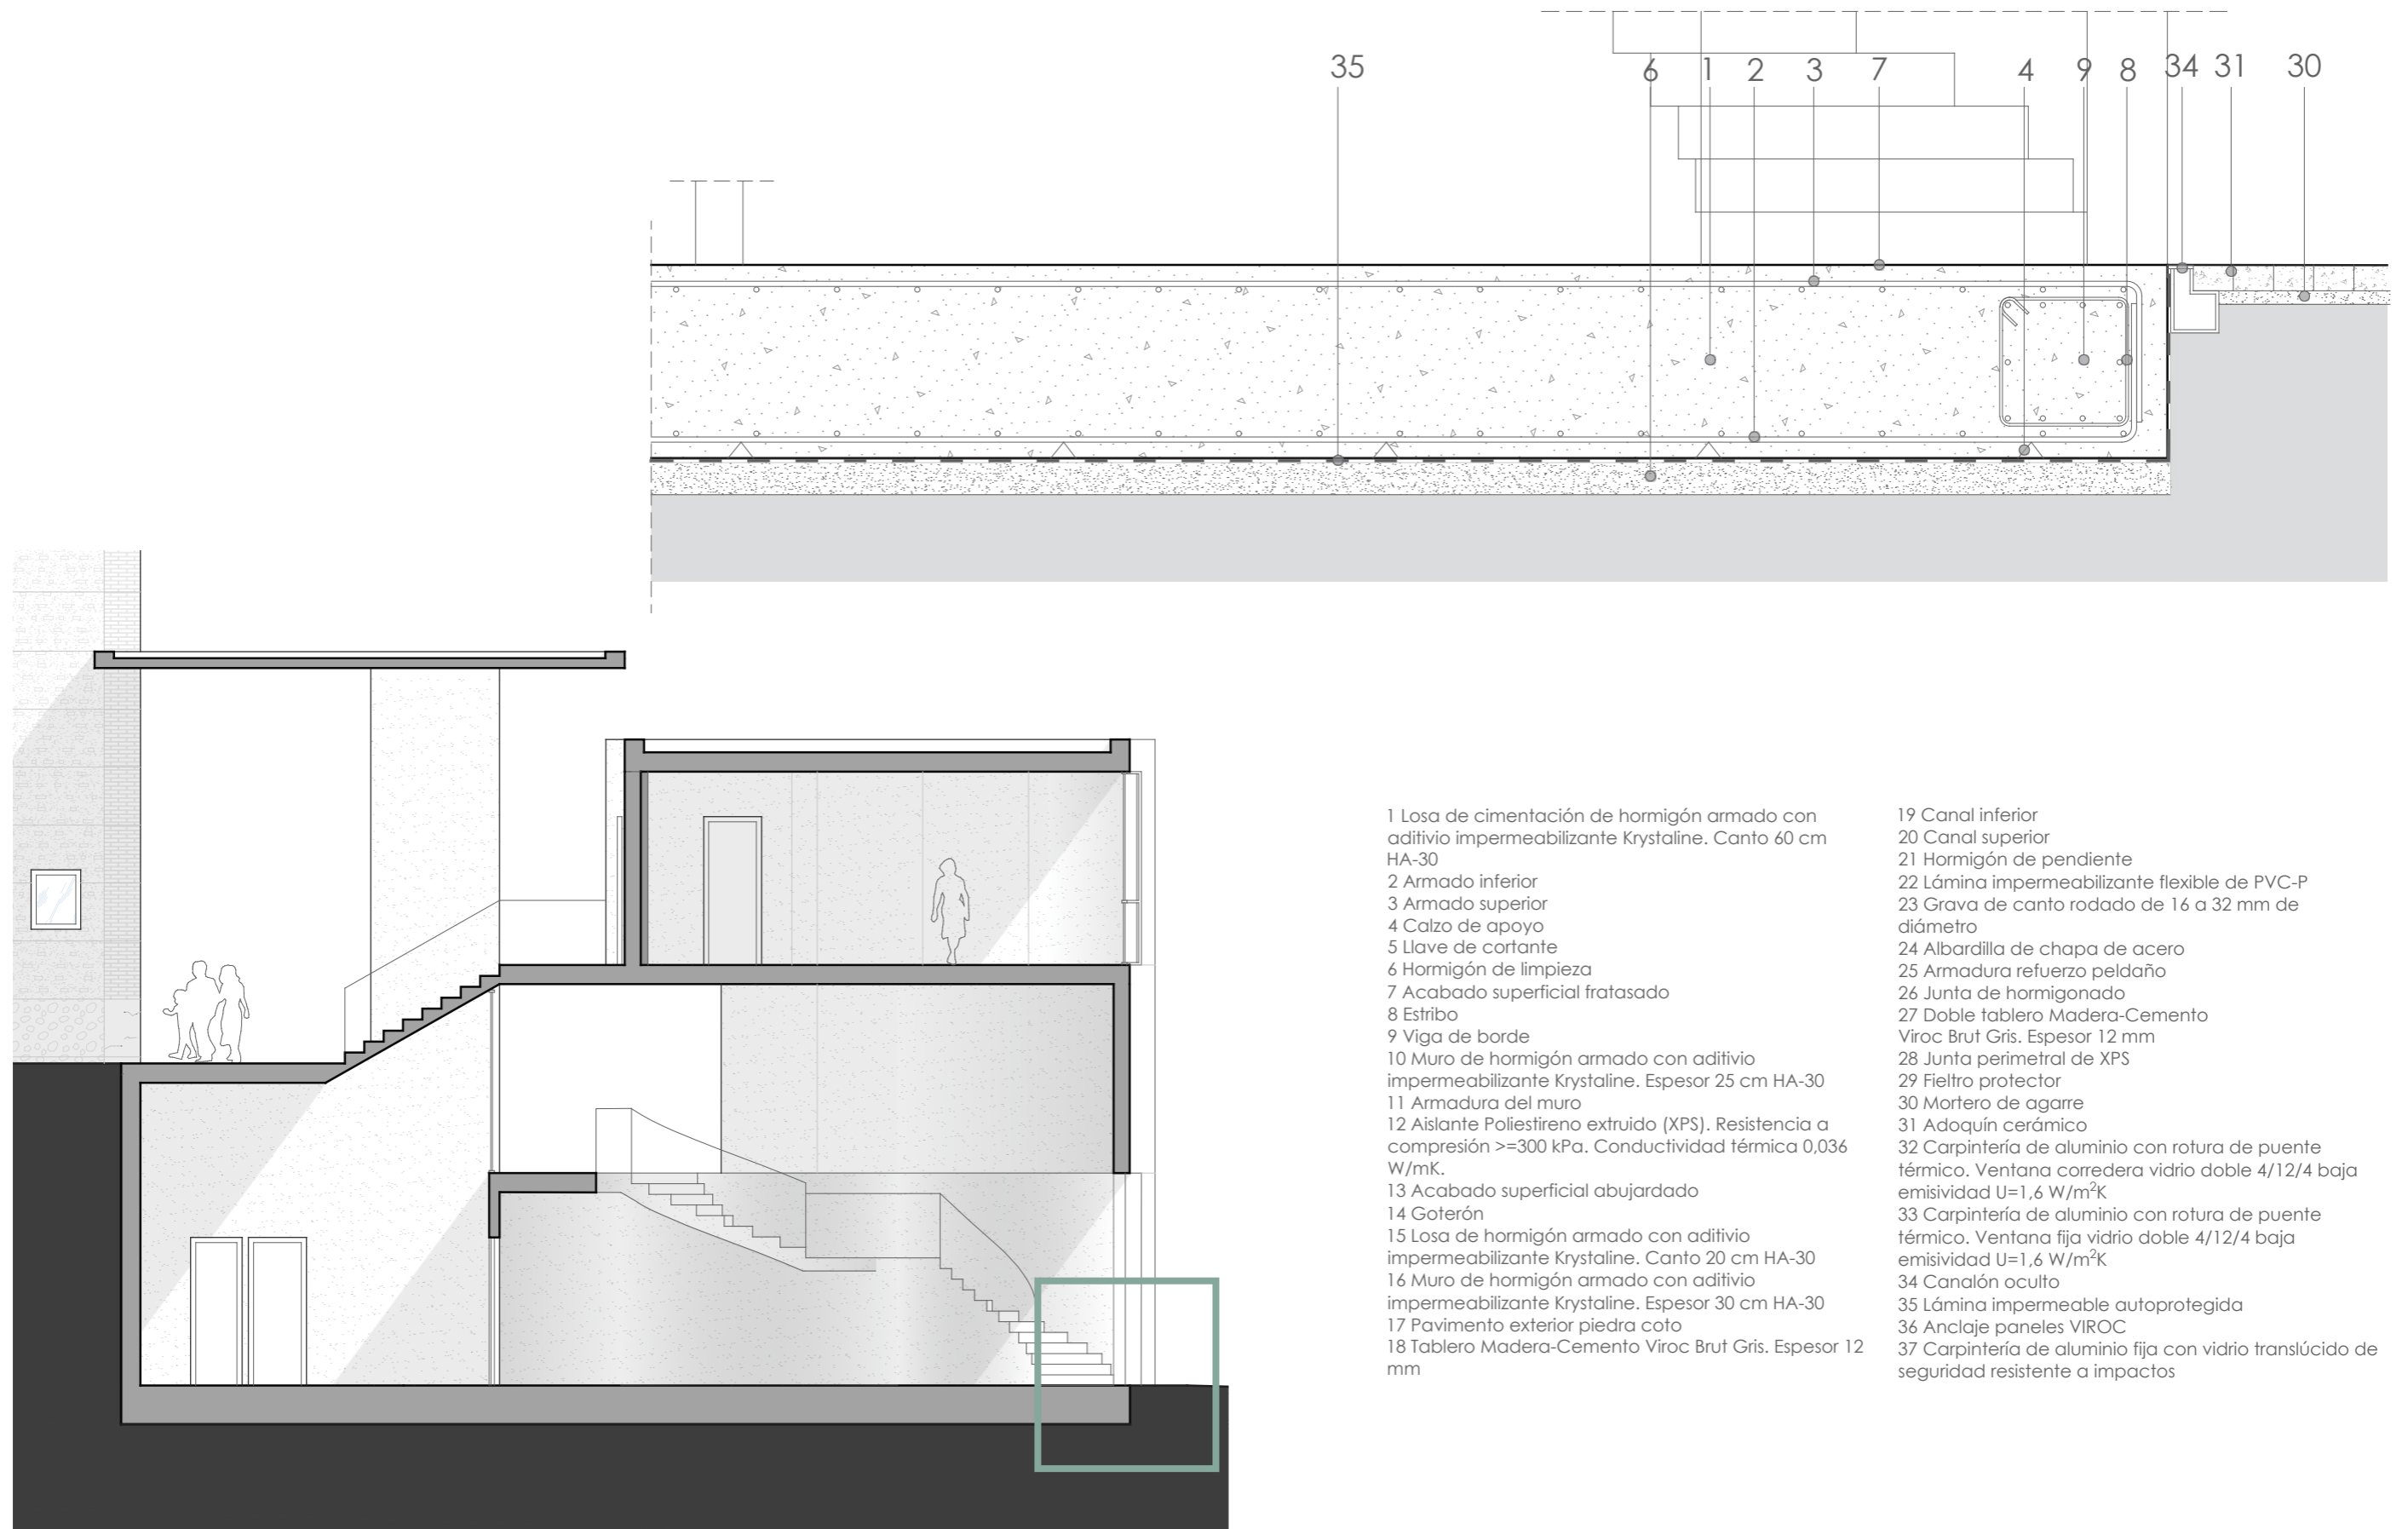 35 6 1 2 3 7 4 9 8 34 31 30
1 Losa de cimentación de hormigón armado con
aditivio impermeabilizante Krystaline. Canto 60 cm
HA-30
2 Armado inferior
3 Armado superior
4 Calzo de apoyo
5 Llave de cortante
6 Hormigón de limpieza
7 Acabado superficial fratasado
8 Estribo
9 Viga de borde
10 Muro de hormigón armado con aditivio
impermeabilizante Krystaline. Espesor 25 cm HA-30
11 Armadura del muro
12 Aislante Poliestireno extruido (XPS). Resistencia a
compresión >=300 kPa. Conductividad térmica 0,036
W/mK.
13 Acabado superficial abujardado
14 Goterón
15 Losa de hormigón armado con aditivio
impermeabilizante Krystaline. Canto 20 cm HA-30
16 Muro de hormigón armado con aditivio
impermeabilizante Krystaline. Espesor 30 cm HA-30
17 Pavimento exterior piedra coto
18 Tablero Madera-Cemento Viroc Brut Gris. Espesor 12
mm
19 Canal inferior
20 Canal superior
21 Hormigón de pendiente
22 Lámina impermeabilizante flexible de PVC-P
23 Grava de canto rodado de 16 a 32 mm de
diámetro
24 Albardilla de chapa de acero
25 Armadura refuerzo peldaño
26 Junta de hormigonado
27 Doble tablero Madera-Cemento
Viroc Brut Gris. Espesor 12 mm
28 Junta perimetral de XPS
29 Fieltro protector
30 Mortero de agarre
31 Adoquín cerámico
32 Carpintería de aluminio con rotura de puente
térmico. Ventana corredera vidrio doble 4/12/4 baja
emisividad U=1,6 W/m²K
33 Carpintería de aluminio con rotura de puente
térmico. Ventana fija vidrio doble 4/12/4 baja
emisividad U=1,6 W/m²K
34 Canalón oculto
35 Lámina impermeable autoprotegida
36 Anclaje paneles VIROC
37 Carpintería de aluminio fija con vidrio translúcido de
seguridad resistente a impactos